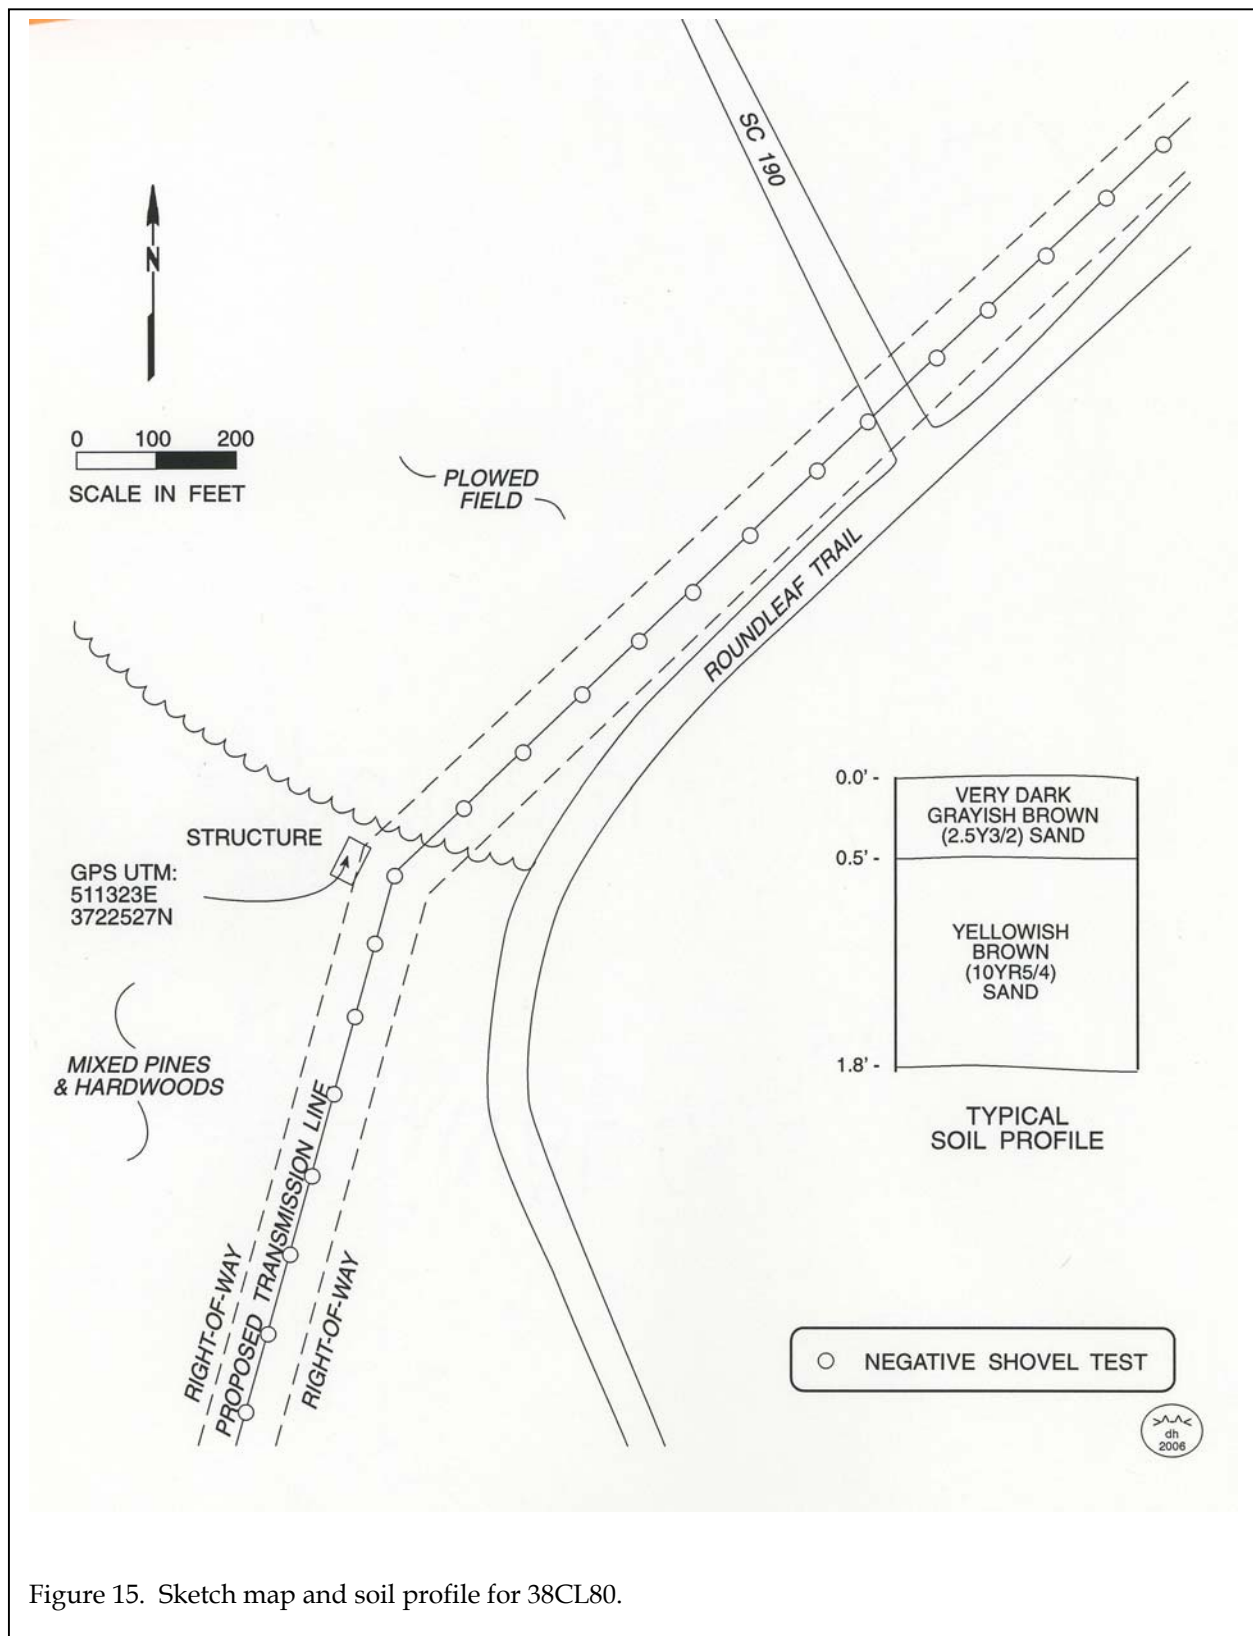 SC 190
N
0 100 200
SCALE IN FEET
PLOWED
FIELD
ROUNDLEAF TRAIL
STRUCTURE
GPS UTM:
511323E
3722527N
0.0' -
VERY DARK
GRAYISH BROWN
(2.5Y3/2) SAND
0.5' -
YELLOWISH
BROWN
(10YR5/4)
SAND
1.8' -
TYPICAL
SOIL PROFILE
MIXED PINES
& HARDWOODS
RIGHT-OF-WAY
PROPOSED TRANSMISSION LINE
RIGHT-OF-WAY
NEGATIVE SHOVEL TEST
dh
2006
Figure 15. Sketch map and soil profile for 38CL80.